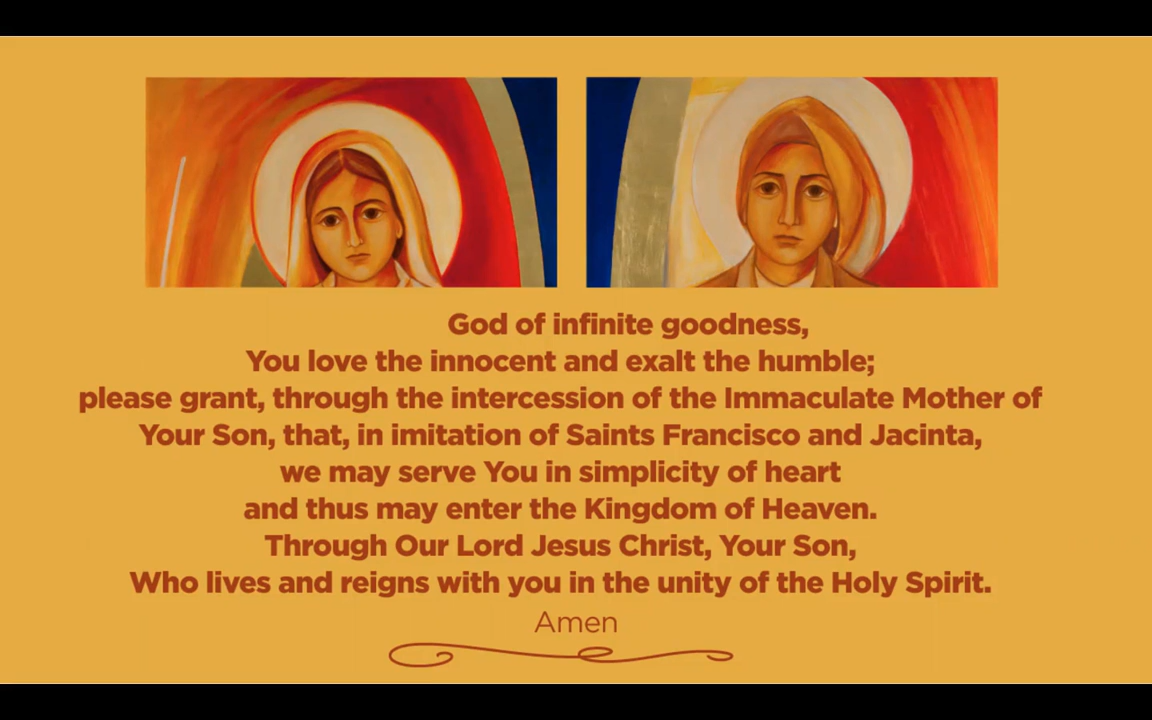 God of infinite goodness,
You love the innocent and exalt the humble;
please grant, through the intercession of the Immaculate Mother of
Your Son, that, in imitation of Saints Francisco and Jacinta,
we may serve You in simplicity of heart
and thus may enter the Kingdom of Heaven.
Through Our Lord Jesus Christ, Your Son,
Who lives and reigns with you in the unity of the Holy Spirit.
Amen